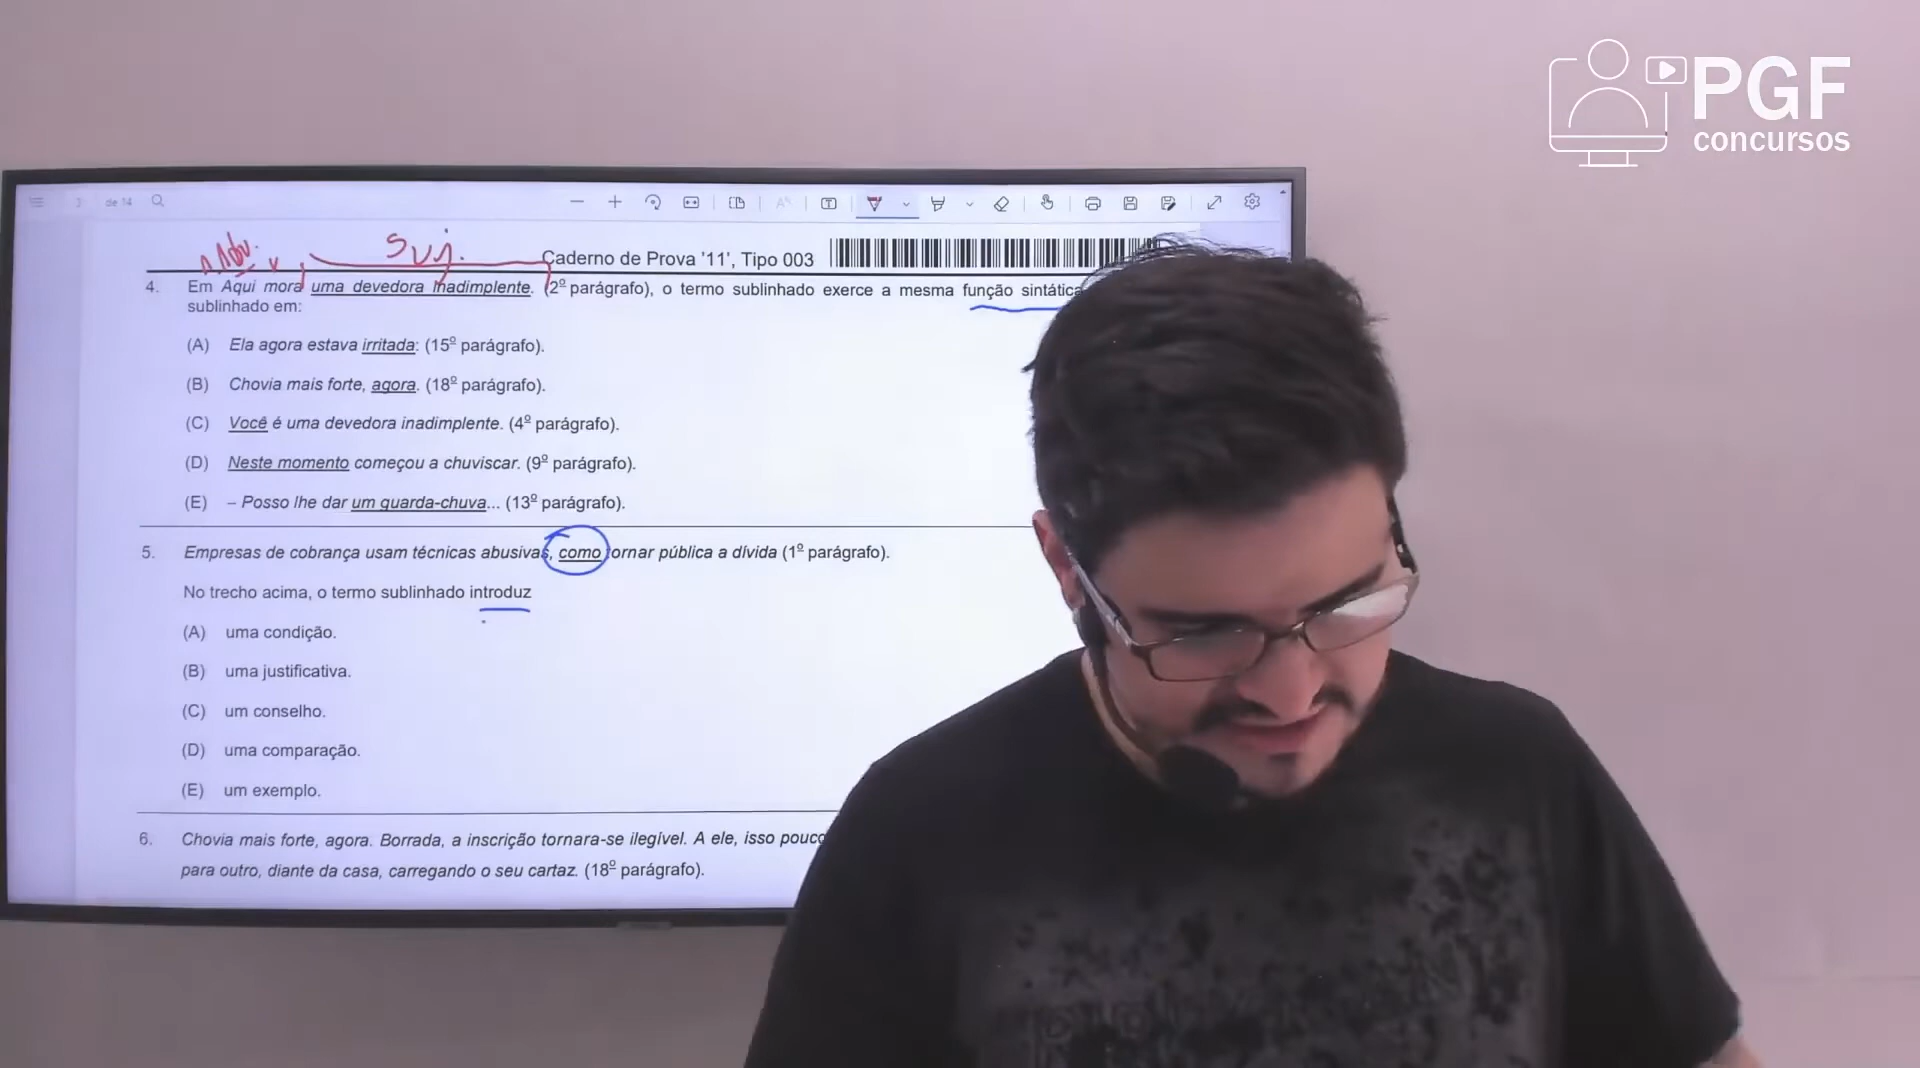 PGF
concursos
de 14
Adv. v Suj.
Caderno de Prova '11', Tipo 003
4. Em Aqui mora uma devedora inadimplente. (2º parágrafo), o termo sublinhado exerce a mesma função sintática
sublinhado em:
(A) Ela agora estava irritada: (15º parágrafo).
(B) Chovia mais forte, agora. (18º parágrafo).
(C) Você é uma devedora inadimplente. (4º parágrafo).
(D) Neste momento começou a chuviscar. (9º parágrafo).
(E) – Posso lhe dar um guarda-chuva... (13º parágrafo).
5. Empresas de cobrança usam técnicas abusivas, como tornar pública a dívida (1º parágrafo).
No trecho acima, o termo sublinhado introduz
(A) uma condição.
(B) uma justificativa.
(C) um conselho.
(D) uma comparação.
(E) um exemplo.
6. Chovia mais forte, agora. Borrada, a inscrição tornara-se ilegível. A ele, isso pouco
para outro, diante da casa, carregando o seu cartaz. (18º parágrafo).